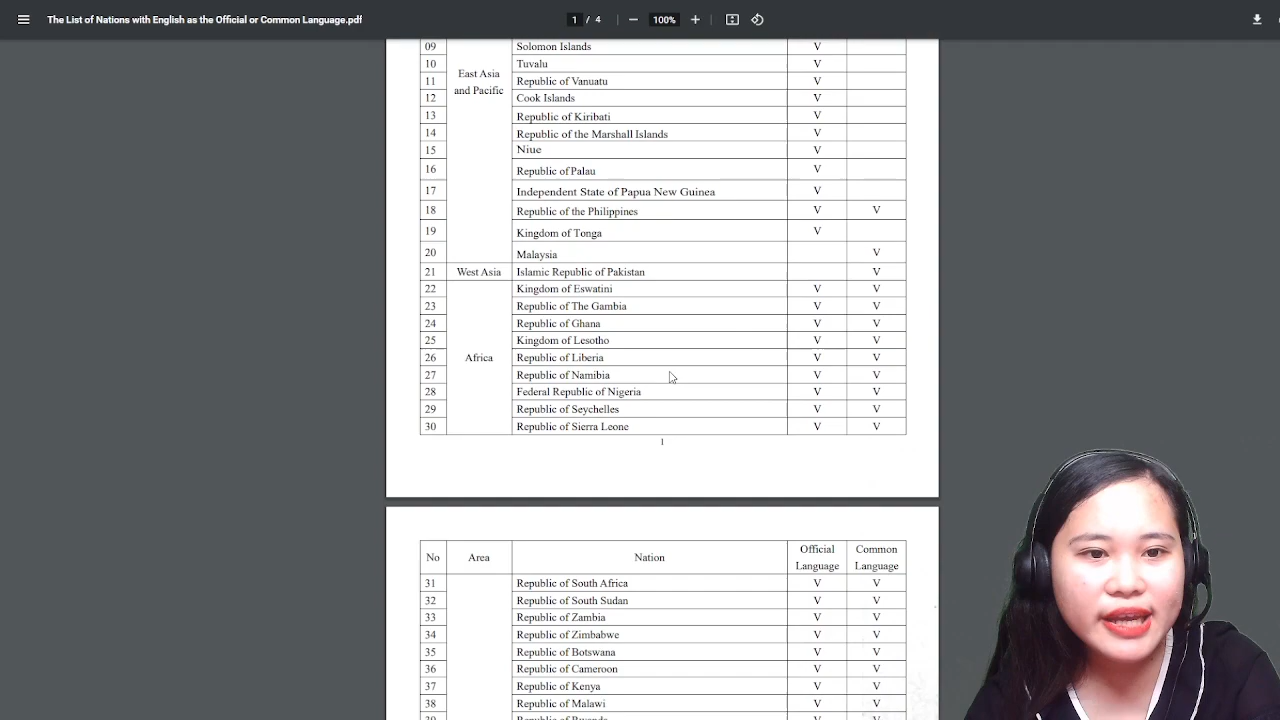 The List of Nations with English as the Official or Common Language.pdf
1 / 4
100%
09 Solomon Islands V
10 Tuvalu V
East Asia and Pacific
11 Republic of Vanuatu V
12 Cook Islands V
13 Republic of Kiribati V
14 Republic of the Marshall Islands V
15 Niue V
16 Republic of Palau V
17 Independent State of Papua New Guinea V
18 Republic of the Philippines V V
19 Kingdom of Tonga V
20 Malaysia V
21 West Asia Islamic Republic of Pakistan V
22 Kingdom of Eswatini V V
23 Republic of The Gambia V V
24 Republic of Ghana V V
25 Kingdom of Lesotho V V
26 Africa Republic of Liberia V V
27 Republic of Namibia V V
28 Federal Republic of Nigeria V V
29 Republic of Seychelles V V
30 Republic of Sierra Leone V V
1
No Area Nation Official Language Common Language
31 Republic of South Africa V V
32 Republic of South Sudan V V
33 Republic of Zambia V V
34 Republic of Zimbabwe V V
35 Republic of Botswana V V
36 Republic of Cameroon V V
37 Republic of Kenya V V
38 Republic of Malawi V V